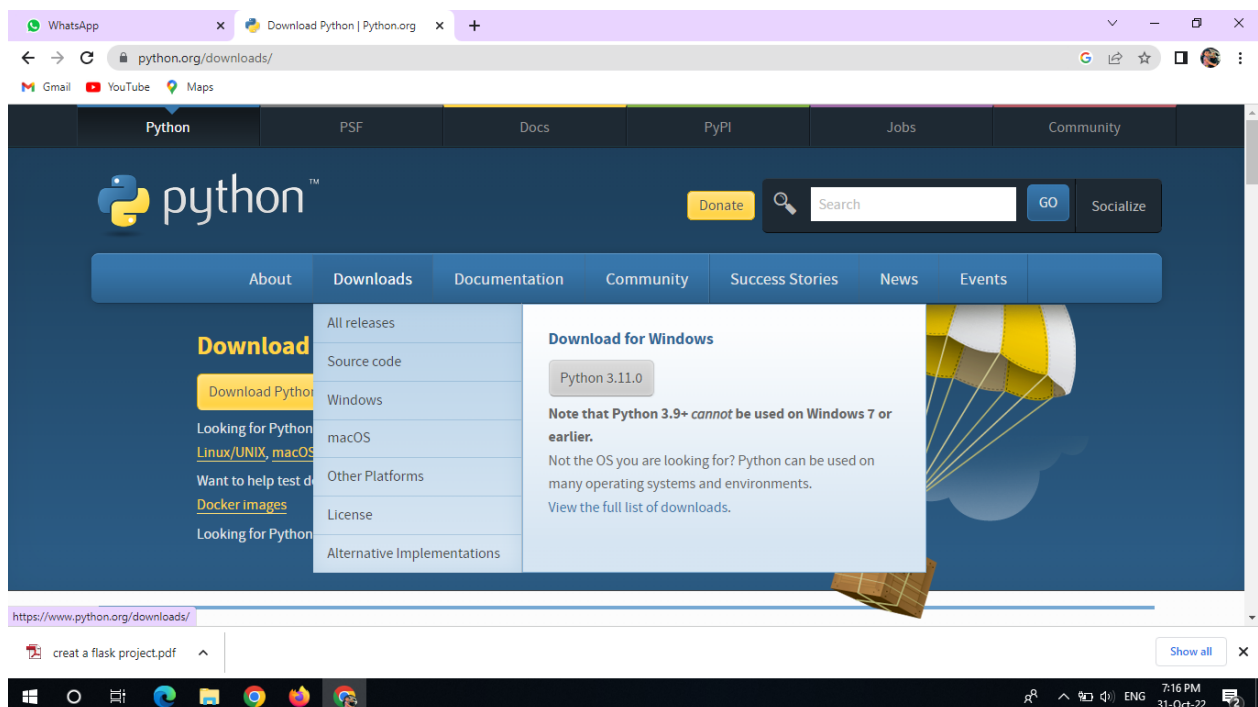 WhatsApp
Download Python | Python.org
python.org/downloads/
Gmail YouTube Maps
Python PSF Docs PyPI Jobs Community
python™
Donate Search GO Socialize
About Downloads Documentation Community Success Stories News Events
All releases
Source code
Windows
macOS
Other Platforms
License
Alternative Implementations
Download for Windows
Python 3.11.0
Note that Python 3.9+ cannot be used on Windows 7 or
earlier.
Not the OS you are looking for? Python can be used on
many operating systems and environments.
View the full list of downloads.
Download
Download Python
Looking for Python
Linux/UNIX, macOS
Want to help test d
Docker images
Looking for Python
https://www.python.org/downloads/
creat a flask project.pdf
Show all
ENG
7:16 PM
31-Oct-22
2